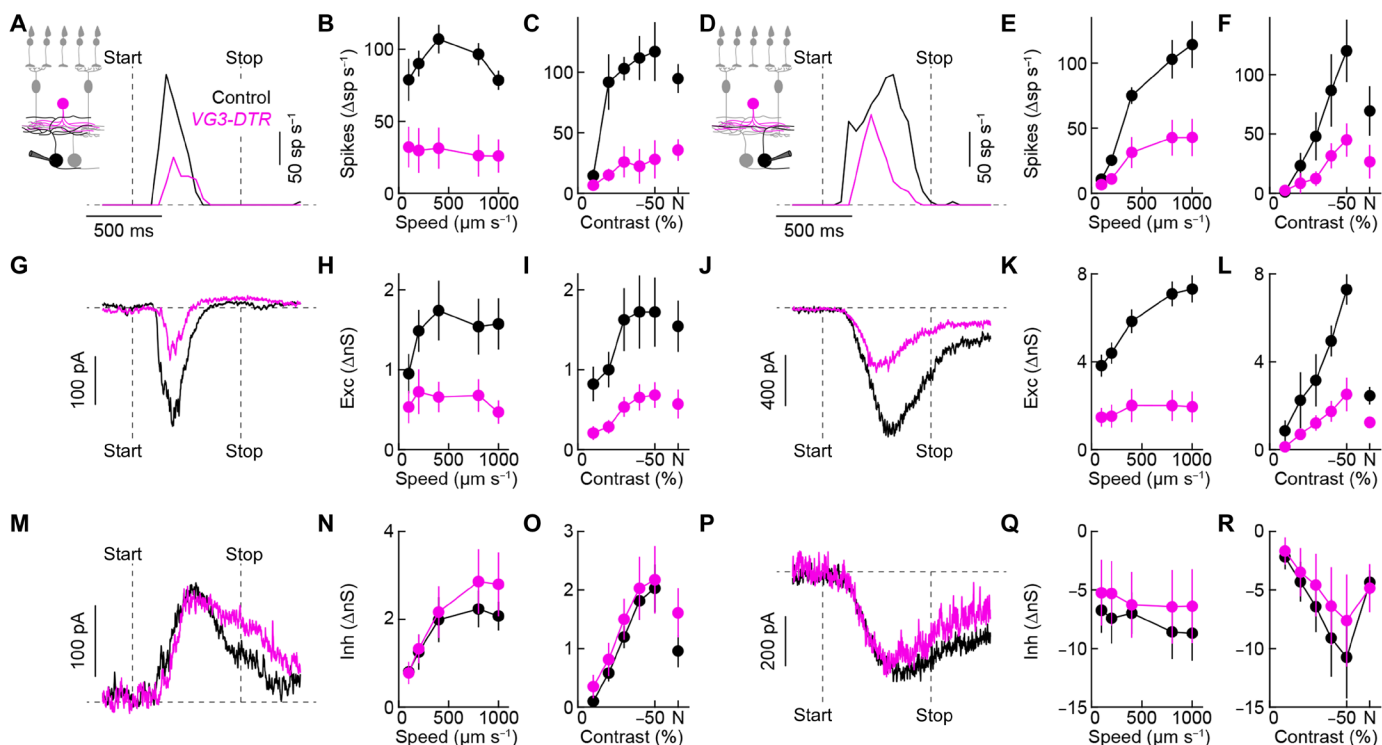 A
Start
Stop
Control
VG3-DTR
50 sp s⁻¹
500 ms
B
Spikes (Δsp s⁻¹)
100
50
0
0 500 1000
Speed (µm s⁻¹)
C
100
50
0
0 −50 N
Contrast (%)
D
Start
Stop
50 sp s⁻¹
500 ms
E
Spikes (Δsp s⁻¹)
100
50
0
0 500 1000
Speed (µm s⁻¹)
F
100
50
0
0 −50 N
Contrast (%)
G
100 pA
Start
Stop
H
Exc (ΔnS)
2
1
0
0 500 1000
Speed (µm s⁻¹)
I
2
1
0
0 −50 N
Contrast (%)
J
400 pA
Start
Stop
K
Exc (ΔnS)
8
4
0
0 500 1000
Speed (µm s⁻¹)
L
8
4
0
0 −50 N
Contrast (%)
M
Start
Stop
100 pA
N
Inh (ΔnS)
4
2
0
0 500 1000
Speed (µm s⁻¹)
O
3
2
1
0
0 −50 N
Contrast (%)
P
200 pA
Start
Stop
Q
Inh (ΔnS)
0
−5
−10
−15
0 500 1000
Speed (µm s⁻¹)
R
0
−5
−10
−15
0 −50 N
Contrast (%)